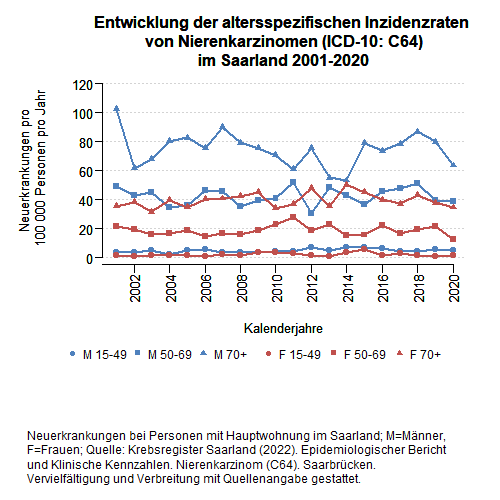 Entwicklung der altersspezifischen Inzidenzraten
von Nierenkarzinomen (ICD-10: C64)
im Saarland 2001-2020
Neuerkrankungen pro
100 000 Personen pro Jahr
120
100
80
60
40
20
0
2002
2004
2006
2008
2010
2012
2014
2016
2018
2020
Kalenderjahre
M 15-49
M 50-69
M 70+
F 15-49
F 50-69
F 70+
Neuerkrankungen bei Personen mit Hauptwohnung im Saarland; M=Männer,
F=Frauen; Quelle: Krebsregister Saarland (2022). Epidemiologischer Bericht
und Klinische Kennzahlen. Nierenkarzinom (C64). Saarbrücken.
Vervielfältigung und Verbreitung mit Quellenangabe gestattet.